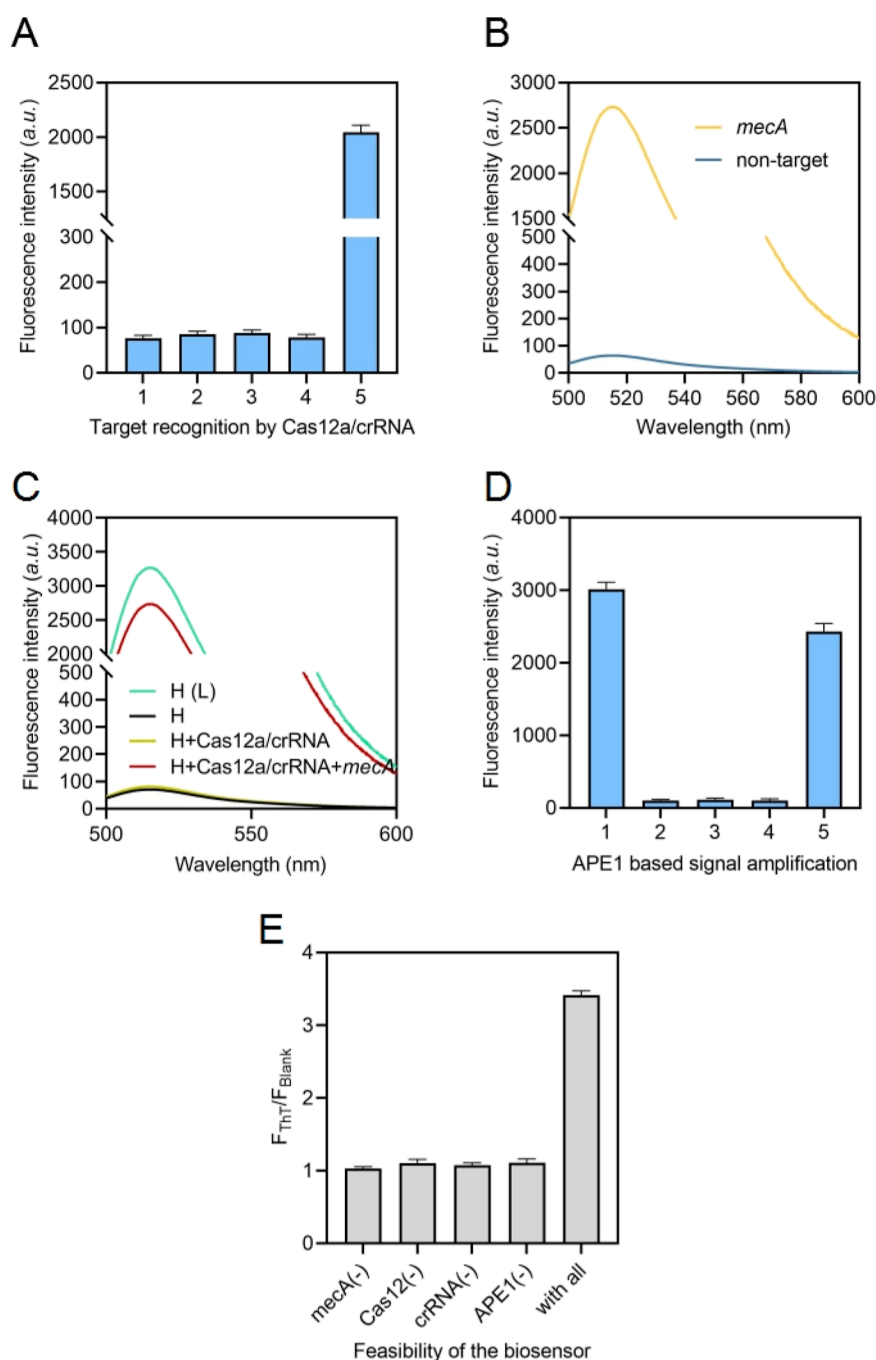 A
Fluorescence intensity (a.u.)
2500
2000
1500
300
200
100
0
1 2 3 4 5
Target recognition by Cas12a/crRNA
B
Fluorescence intensity (a.u.)
3000
2500
2000
1500
400
300
200
100
0
mecA
non-target
500 520 540 560 580 600
Wavelength (nm)
C
Fluorescence intensity (a.u.)
4000
3500
3000
2500
2000
500
400
300
200
100
0
H (L)
H
H+Cas12a/crRNA
H+Cas12a/crRNA+mecA
500 550 600
Wavelength (nm)
D
Fluorescence intensity (a.u.)
4000
3000
2000
1000
0
1 2 3 4 5
APE1 based signal amplification
E
FThT/FBlank
4
3
2
1
0
mecA(-) Cas12(-) crRNA(-) APE1(-) with all
Feasibility of the biosensor